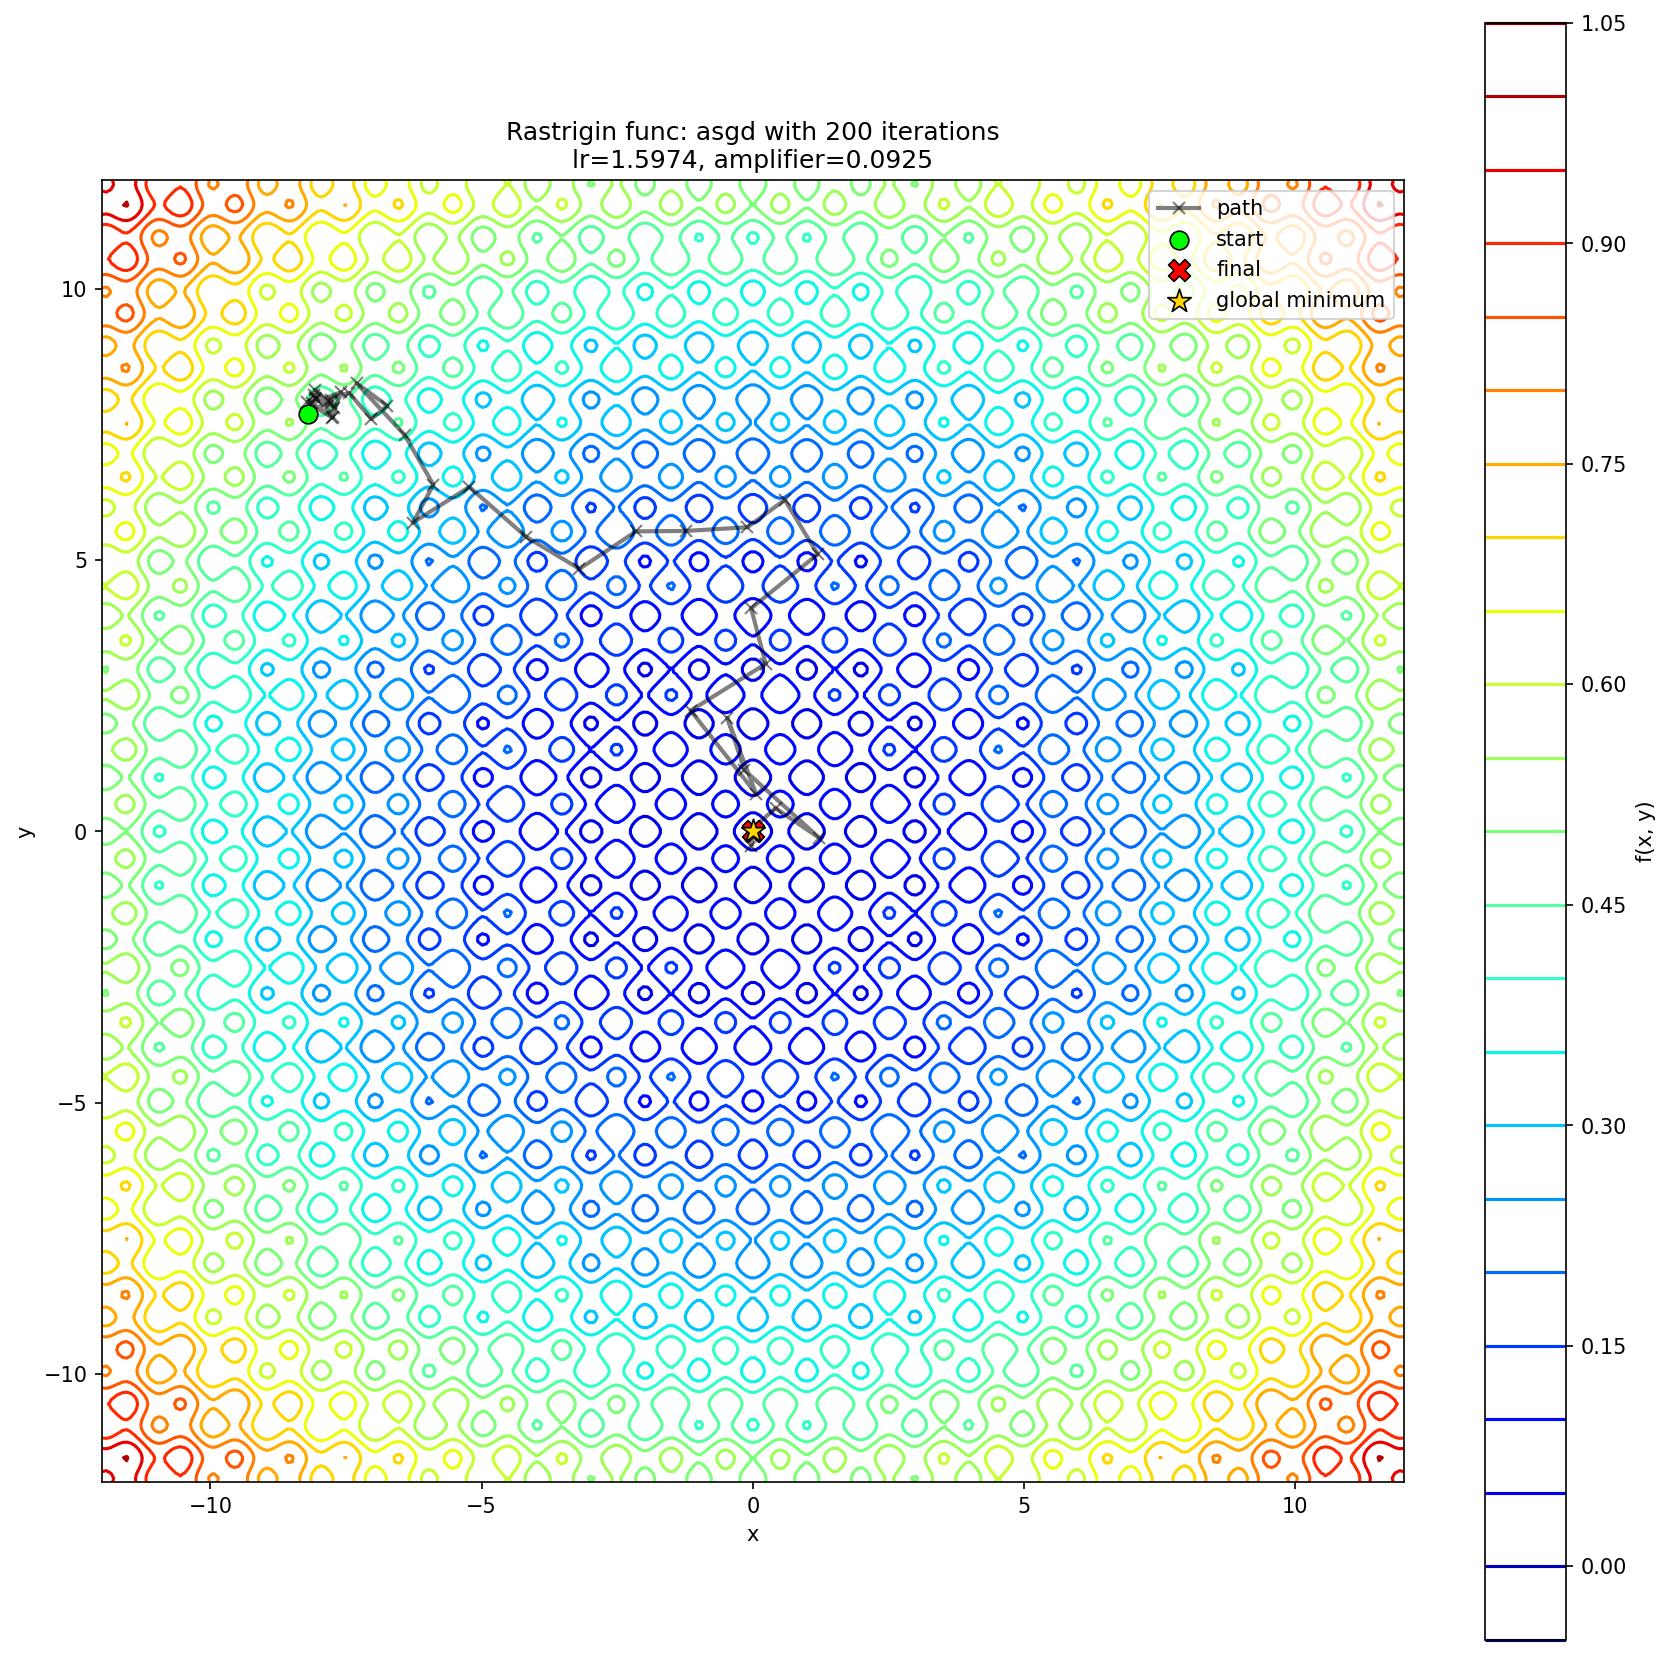 Rastrigin func: asgd with 200 iterations
lr=1.5974, amplifier=0.0925
path
start
final
global minimum
10
5
0
−5
−10
y
−10
−5
0
5
10
x
1.05
0.90
0.75
0.60
0.45
0.30
0.15
0.00
f(x, y)